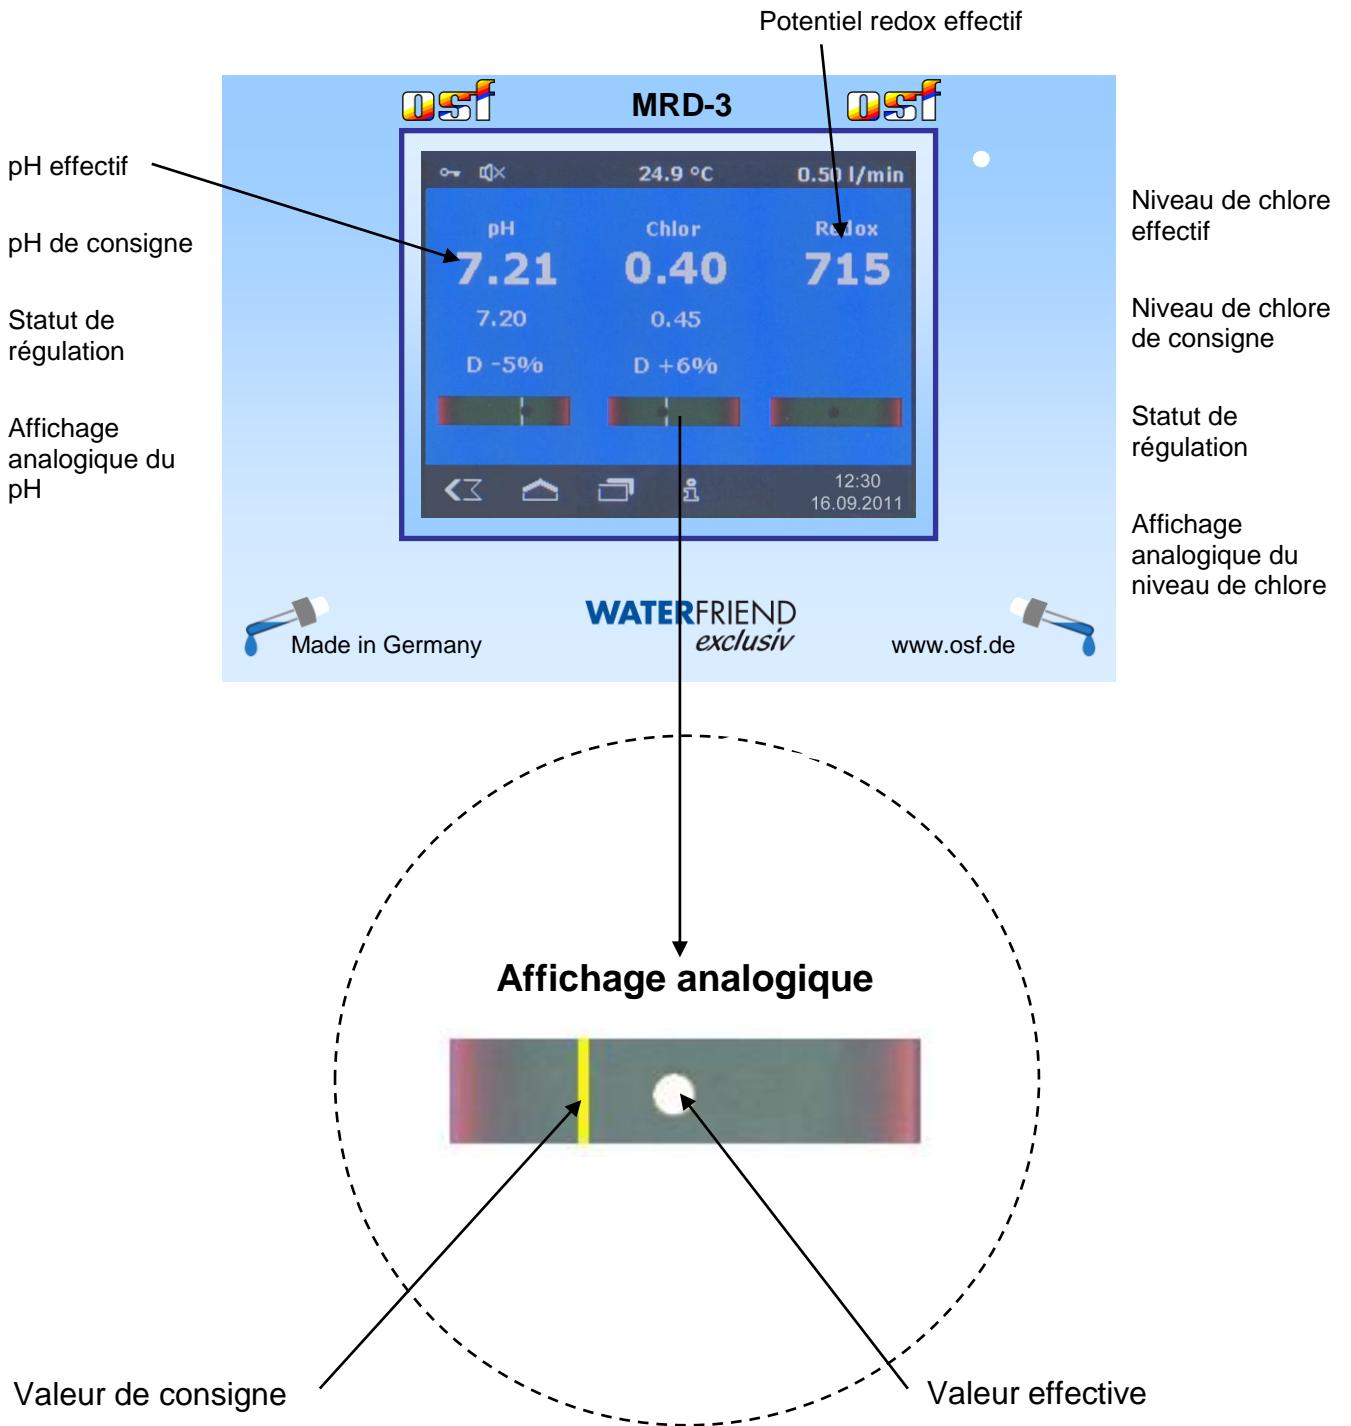 Potentiel redox effectif
osf
MRD-3
osf
pH effectif
pH de consigne
Statut de
régulation
Affichage
analogique du
pH
24.9 °C
0.50 l/min
pH
Chlor
Redox
7.21
0.40
715
7.20
0.45
D -5%
D +6%
12:30
16.09.2011
Niveau de chlore
effectif
Niveau de chlore
de consigne
Statut de
régulation
Affichage
analogique du
niveau de chlore
Made in Germany
WATERFRIEND
exclusiv
www.osf.de
Affichage analogique
Valeur de consigne
Valeur effective